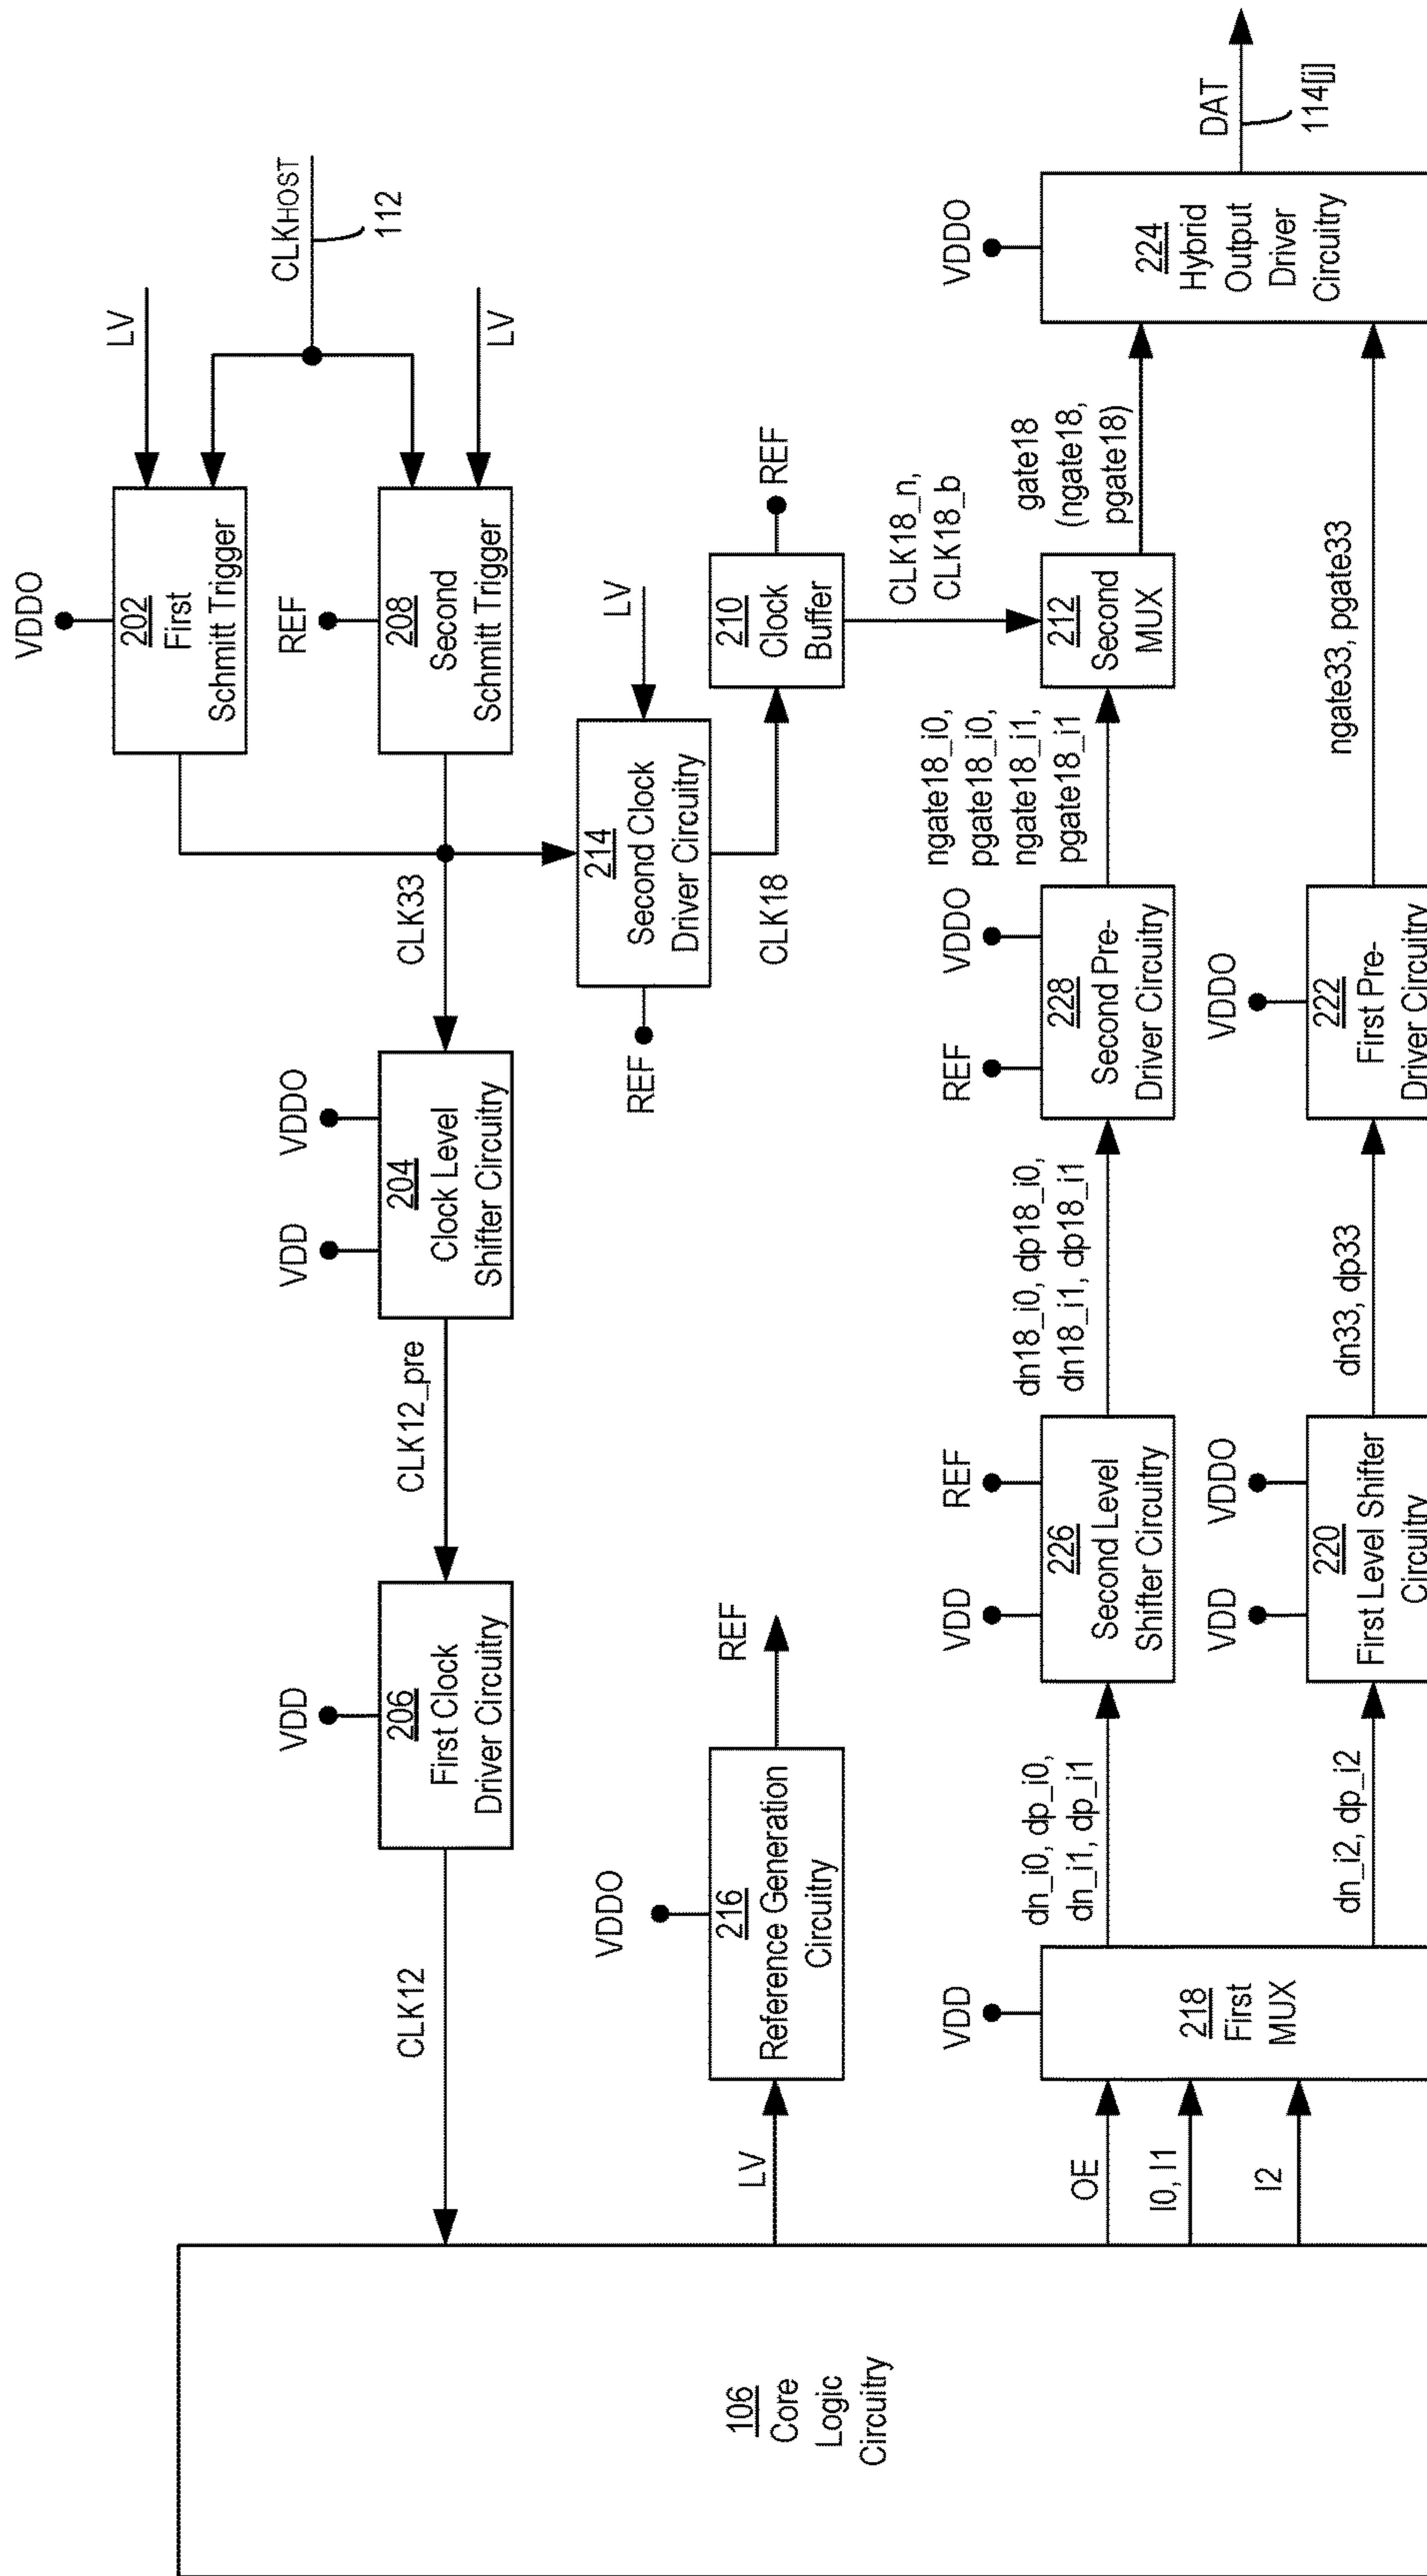 VDDO
202
First
Schmitt Trigger
LV
CLKHOST
112
REF
208
Second
Schmitt Trigger
LV
CLK33
VDD
VDDO
204
Clock Level
Shifter Circuitry
CLK12_pre
VDD
206
First Clock
Driver Circuitry
CLK12
REF
214
Second Clock
Driver Circuitry
LV
CLK18
210
Clock
Buffer
REF
CLK18_n,
CLK18_b
LV
VDDO
216
Reference Generation
Circuitry
REF
106
Core
Logic
Circuitry
OE
I0, I1
I2
VDD
218
First
MUX
dn_i0, dp_i0,
dn_i1, dp_i1
dn_i2, dp_i2
VDD
REF
226
Second Level
Shifter Circuitry
dn18_i0, dp18_i0,
dn18_i1, dp18_i1
REF
VDDO
228
Second Pre-
Driver Circuitry
ngate18_i0,
pgate18_i0,
ngate18_i1,
pgate18_i1
212
Second
MUX
gate18
(ngate18,
pgate18)
VDD
VDDO
220
First Level Shifter
Circuitry
dn33, dp33
VDDO
222
First Pre-
Driver Circuitry
ngate33, pgate33
VDDO
224
Hybrid
Output
Driver
Circuitry
DAT
114[j]